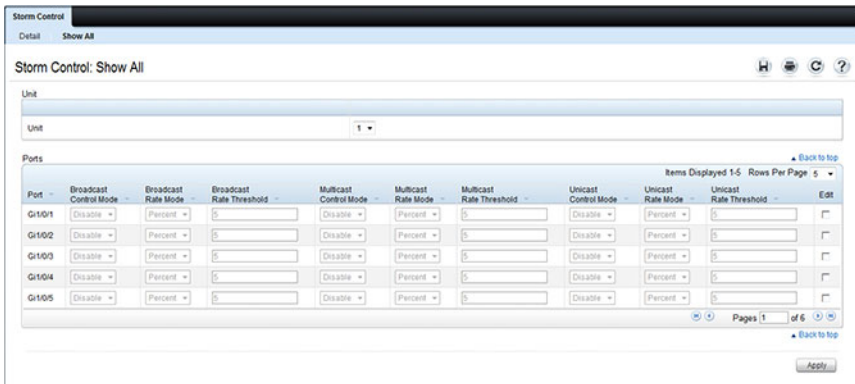 Storm Control
Detail Show All
Storm Control: Show All
Unit
Unit 1
Ports Back to top
Items Displayed 1-5 Rows Per Page 5
Port Broadcast Control Mode Broadcast Rate Mode Broadcast Rate Threshold Multicast Control Mode Multicast Rate Mode Multicast Rate Threshold Unicast Control Mode Unicast Rate Mode Unicast Rate Threshold Edit
Gi1/0/1 Disable Percent 5 Disable Percent 5 Disable Percent 5
Gi1/0/2 Disable Percent 5 Disable Percent 5 Disable Percent 5
Gi1/0/3 Disable Percent 5 Disable Percent 5 Disable Percent 5
Gi1/0/4 Disable Percent 5 Disable Percent 5 Disable Percent 5
Gi1/0/5 Disable Percent 5 Disable Percent 5 Disable Percent 5
Pages 1 of 6
Back to top
Apply